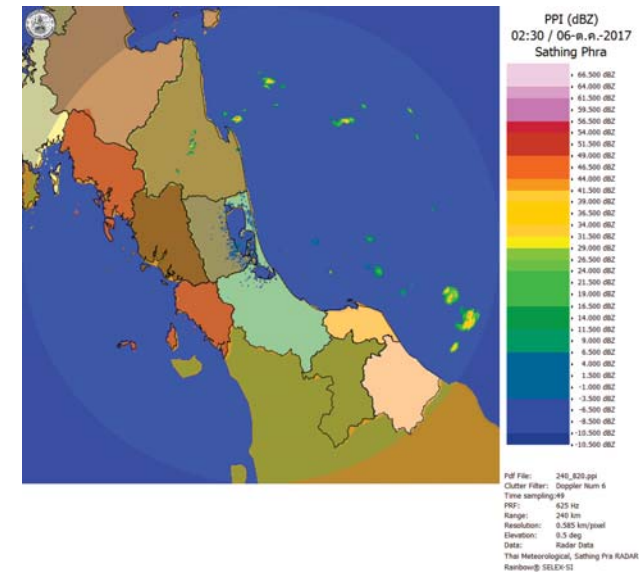 PPI (dBZ)
02:30 / 06-ต.ค.-2017
Sathing Phra
66.500 dBZ
64.000 dBZ
61.500 dBZ
59.500 dBZ
56.500 dBZ
54.000 dBZ
51.500 dBZ
49.000 dBZ
46.500 dBZ
44.000 dBZ
41.500 dBZ
39.000 dBZ
36.500 dBZ
34.000 dBZ
31.500 dBZ
29.000 dBZ
26.500 dBZ
24.000 dBZ
21.500 dBZ
19.000 dBZ
16.500 dBZ
14.000 dBZ
11.500 dBZ
9.000 dBZ
6.500 dBZ
4.000 dBZ
1.500 dBZ
-1.000 dBZ
-3.500 dBZ
-6.500 dBZ
-8.500 dBZ
-10.500 dBZ
Pdf File: 240_820.ppi
Clutter Filter: Doppler Num 6
Time sampling:49
PRF: 625 Hz
Range: 240 km
Resolution: 0.585 km/pixel
Elevation: 0.5 deg
Data: Radar Data
Thai Meteorological, Sathing Pra RADAR
Rainbow® SELEX-SI